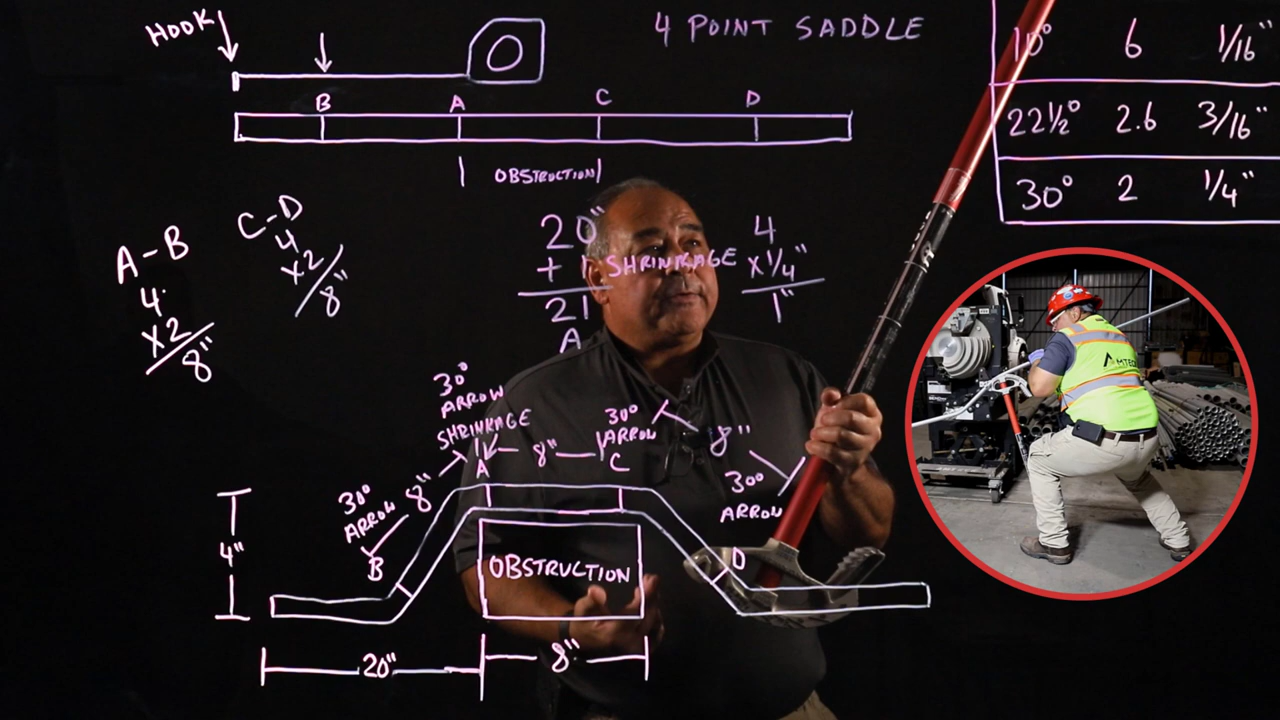 HOOK
4 POINT SADDLE
O
B
A
C
D
OBSTRUCTION
10° 6 1/16"
22½° 2.6 3/16"
30° 2 1/4"
A-B
4
x2
8"
C-D
4
x2
8"
20"
+ 1 SHRINKAGE
21
A
4
x1/4"
1"
30°
ARROW
SHRINKAGE
A
8"
30°
ARROW
C
8"
30°
ARROW
8"
30°
ARROW
B
D
4"
OBSTRUCTION
20"
8"